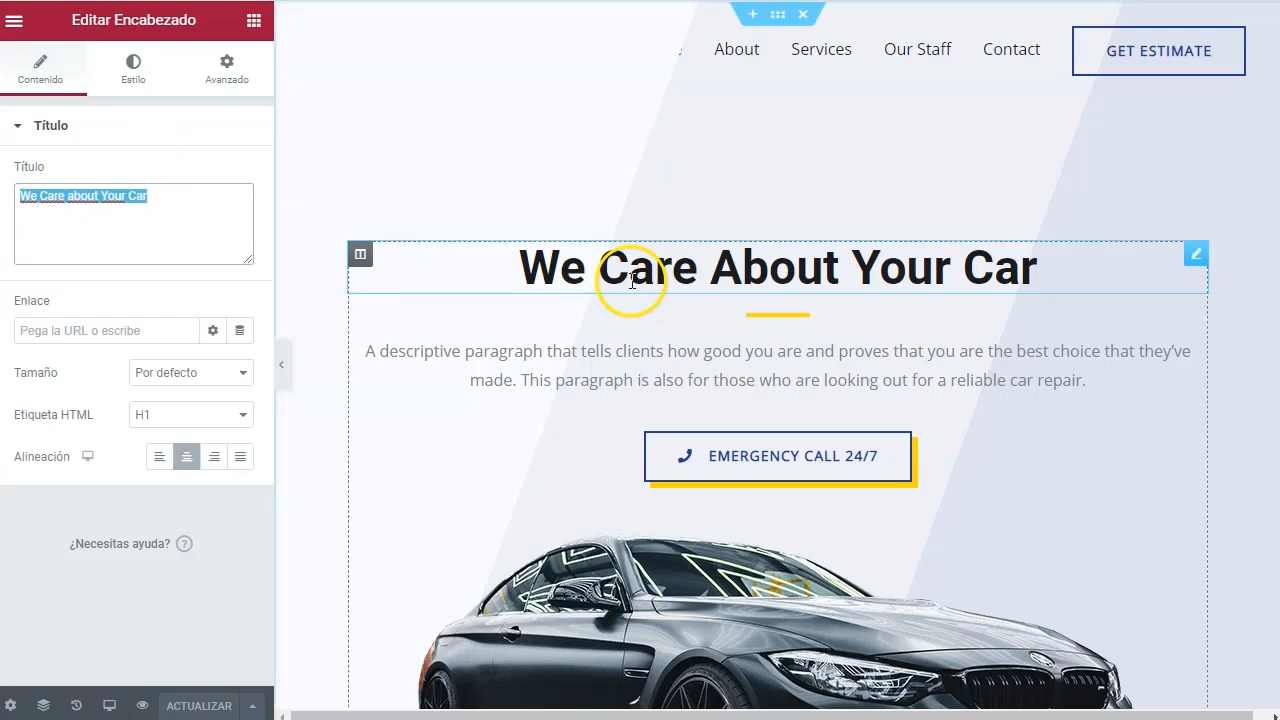 Editar Encabezado
Contenido
Estilo
Avanzado
Título
Título
We Care about Your Car
Enlace
Pega la URL o escribe
Tamaño
Por defecto
Etiqueta HTML
H1
Alineación
¿Necesitas ayuda?
ACTUALIZAR
About
Services
Our Staff
Contact
GET ESTIMATE
We Care About Your Car
A descriptive paragraph that tells clients how good you are and proves that you are the best choice that they've
made. This paragraph is also for those who are looking out for a reliable car repair.
EMERGENCY CALL 24/7